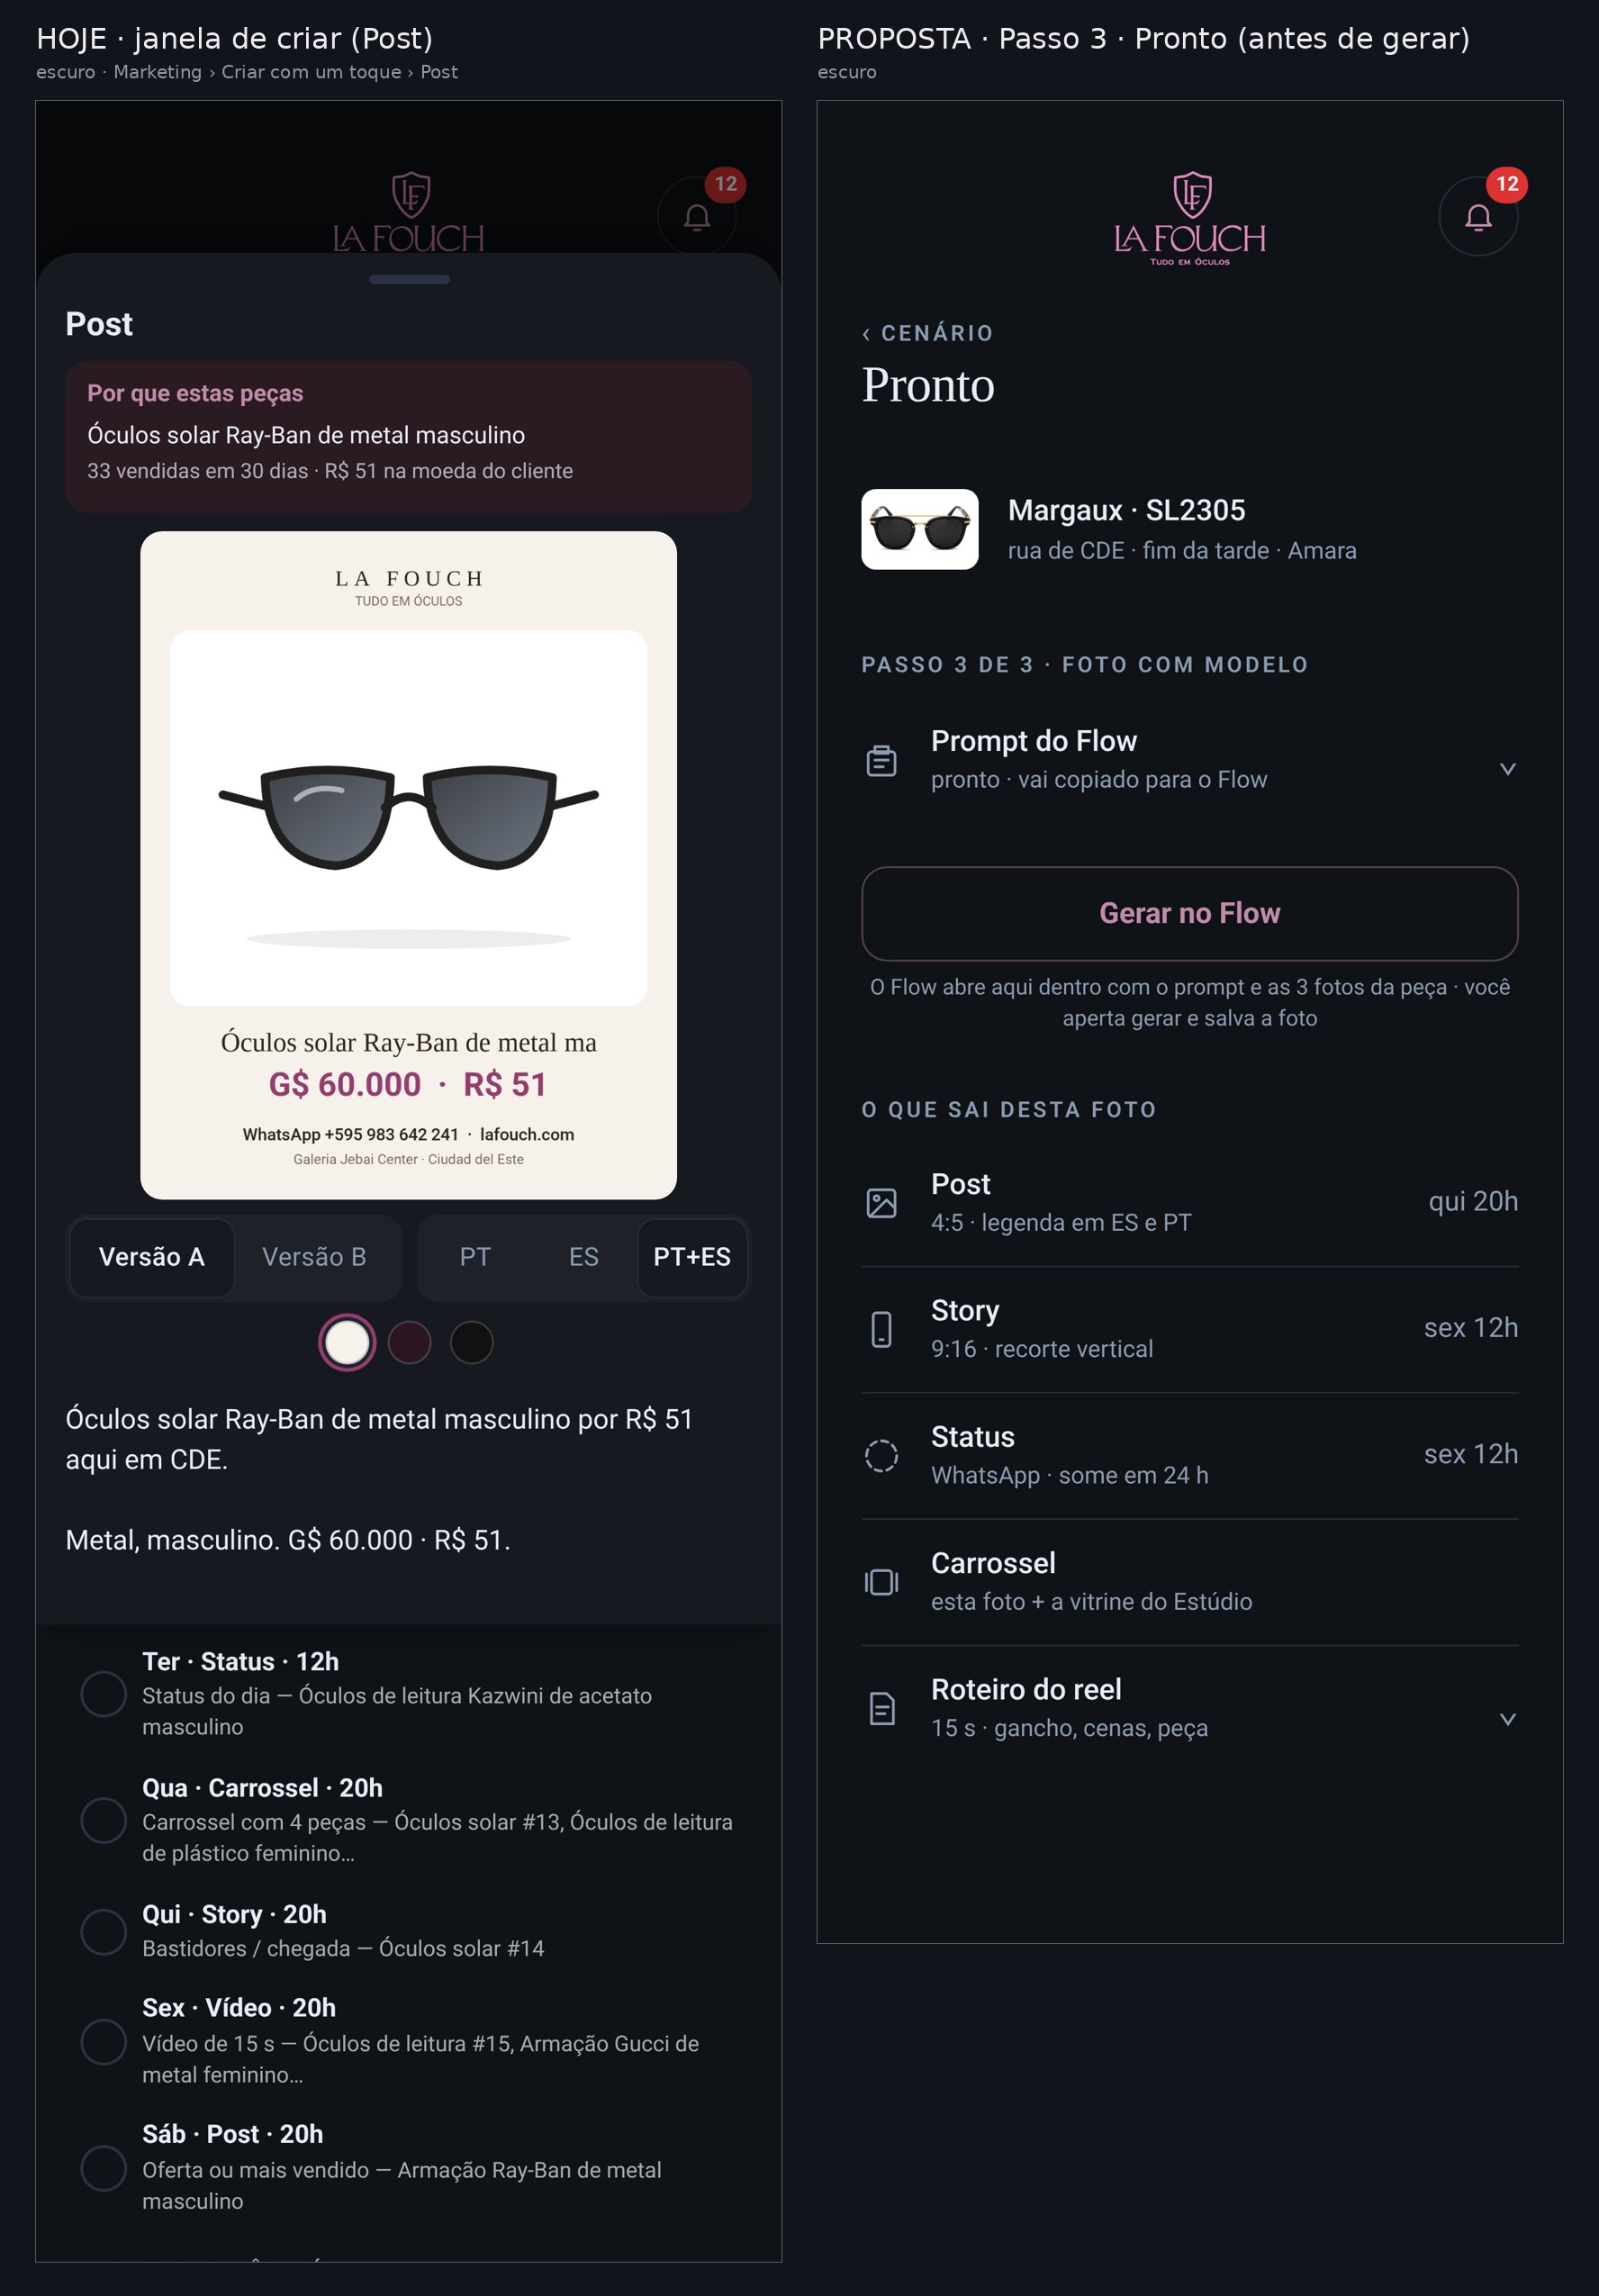 HOJE · janela de criar (Post)
escuro · Marketing › Criar com um toque › Post
LF
LA FOUCH
12
Post
Por que estas peças
Óculos solar Ray-Ban de metal masculino
33 vendidas em 30 dias · R$ 51 na moeda do cliente
LA FOUCH
TUDO EM ÓCULOS
Óculos solar Ray-Ban de metal ma
G$ 60.000 · R$ 51
WhatsApp +595 983 642 241 · lafouch.com
Galeria Jebai Center · Ciudad del Este
Versão A Versão B PT ES PT+ES
Óculos solar Ray-Ban de metal masculino por R$ 51
aqui em CDE.
Metal, masculino. G$ 60.000 · R$ 51.
Ter · Status · 12h
Status do dia — Óculos de leitura Kazwini de acetato
masculino
Qua · Carrossel · 20h
Carrossel com 4 peças — Óculos solar #13, Óculos de leitura
de plástico feminino…
Qui · Story · 20h
Bastidores / chegada — Óculos solar #14
Sex · Vídeo · 20h
Vídeo de 15 s — Óculos de leitura #15, Armação Gucci de
metal feminino…
Sáb · Post · 20h
Oferta ou mais vendido — Armação Ray-Ban de metal
masculino
PROPOSTA · Passo 3 · Pronto (antes de gerar)
escuro
LF
LA FOUCH
TUDO EM ÓCULOS
12
‹ CENÁRIO
Pronto
Margaux · SL2305
rua de CDE · fim da tarde · Amara
PASSO 3 DE 3 · FOTO COM MODELO
Prompt do Flow
pronto · vai copiado para o Flow
Gerar no Flow
O Flow abre aqui dentro com o prompt e as 3 fotos da peça · você
aperta gerar e salva a foto
O QUE SAI DESTA FOTO
Post
4:5 · legenda em ES e PT
qui 20h
Story
9:16 · recorte vertical
sex 12h
Status
WhatsApp · some em 24 h
sex 12h
Carrossel
esta foto + a vitrine do Estúdio
Roteiro do reel
15 s · gancho, cenas, peça